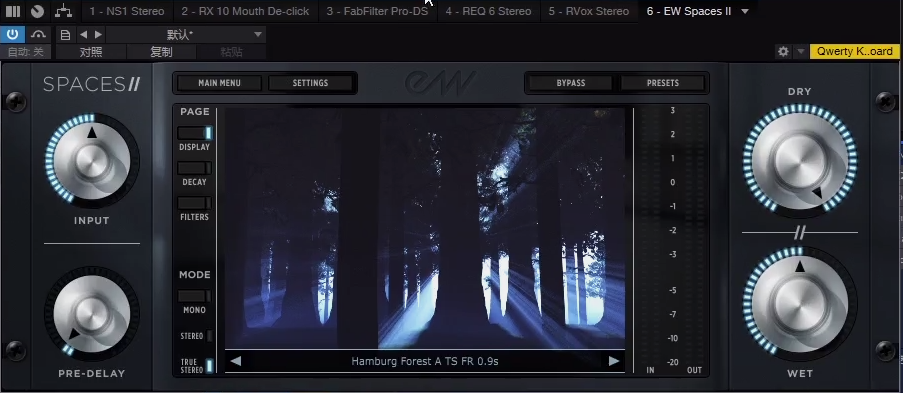 1 - NS1 Stereo 2 - RX 10 Mouth De-click 3 - FabFilter Pro-DS 4 - REQ 6 Stereo 5 - RVox Stereo 6 - EW Spaces II
默认*
自动: 关 对照 复制 粘贴 Qwerty K..oard
SPACES II
MAIN MENU SETTINGS EW BYPASS PRESETS
PAGE
DISPLAY
DECAY
FILTERS
MODE
MONO
STEREO
TRUE
STEREO
INPUT
PRE-DELAY
Hamburg Forest A TS FR 0.9s
3
2
1
0
-1
-2
-3
-5
-7
-10
-20
IN OUT
DRY
WET